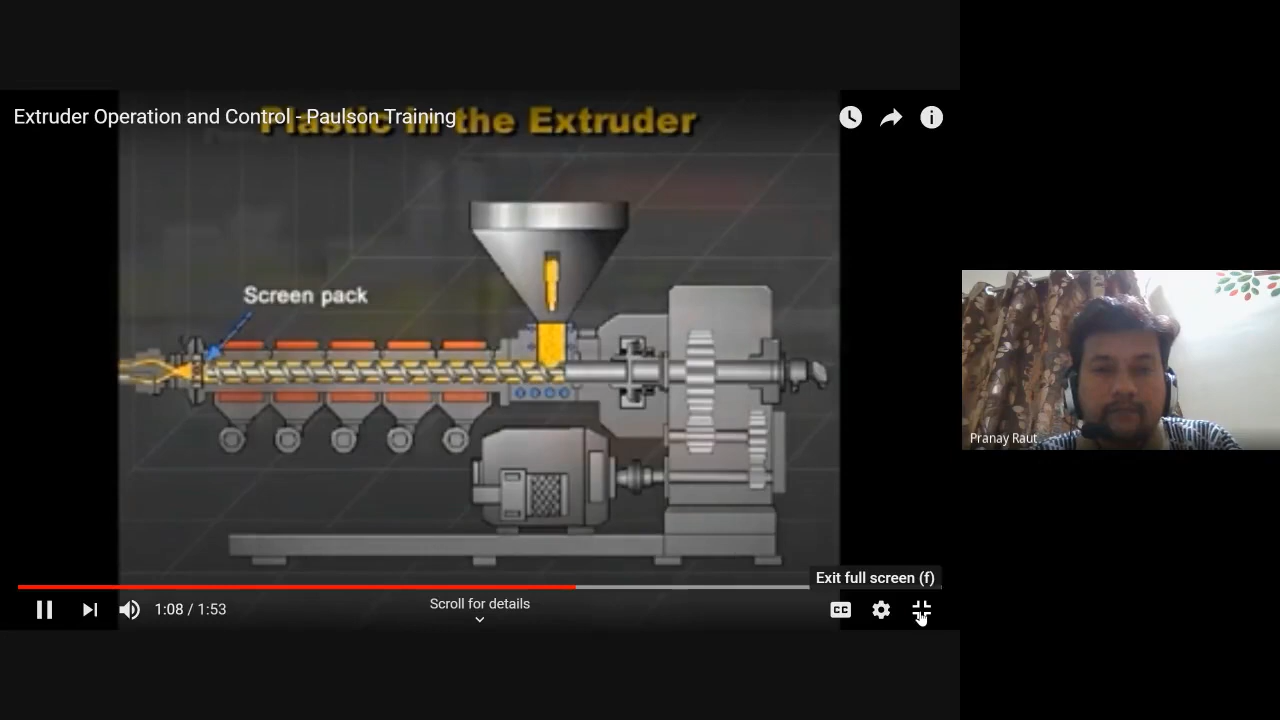 Extruder Operation and Control - Paulson Training
Plastic in the Extruder
Screen pack
Pranay Raut
Exit full screen (f)
1:08 / 1:53
Scroll for details
CC